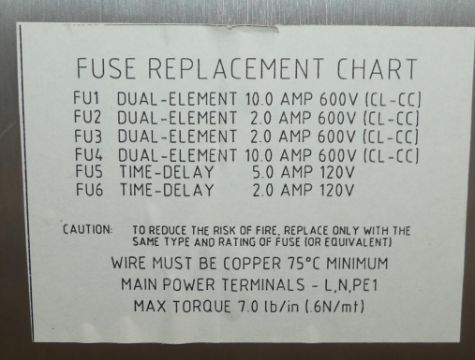 FUSE REPLACEMENT CHART
FU1 DUAL-ELEMENT 10.0 AMP 600V (CL-CC)
FU2 DUAL-ELEMENT 2.0 AMP 600V (CL-CC)
FU3 DUAL-ELEMENT 2.0 AMP 600V (CL-CC)
FU4 DUAL-ELEMENT 10.0 AMP 600V (CL-CC)
FU5 TIME-DELAY 5.0 AMP 120V
FU6 TIME-DELAY 2.0 AMP 120V
CAUTION: TO REDUCE THE RISK OF FIRE, REPLACE ONLY WITH THE
SAME TYPE AND RATING OF FUSE (OR EQUIVALENT)
WIRE MUST BE COPPER 75°C MINIMUM
MAIN POWER TERMINALS - L,N,PE1
MAX TORQUE 7.0 lb/in (.6N/mt)